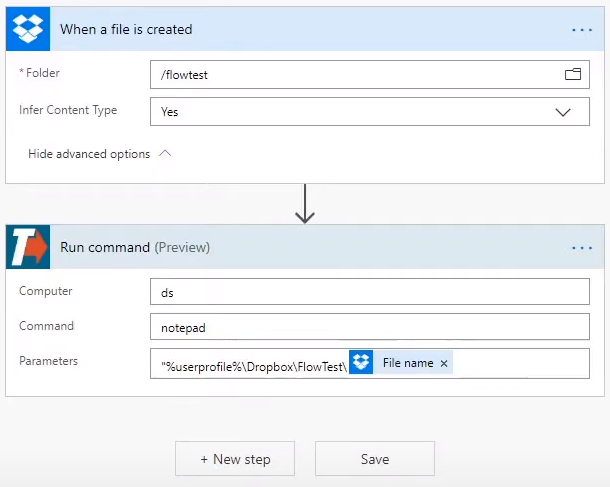 When a file is created
* Folder
/flowtest
Infer Content Type
Yes
Hide advanced options
Run command (Preview)
Computer
ds
Command
notepad
Parameters
"%userprofile%\Dropbox\FlowTest\ File name ×
+ New step
Save